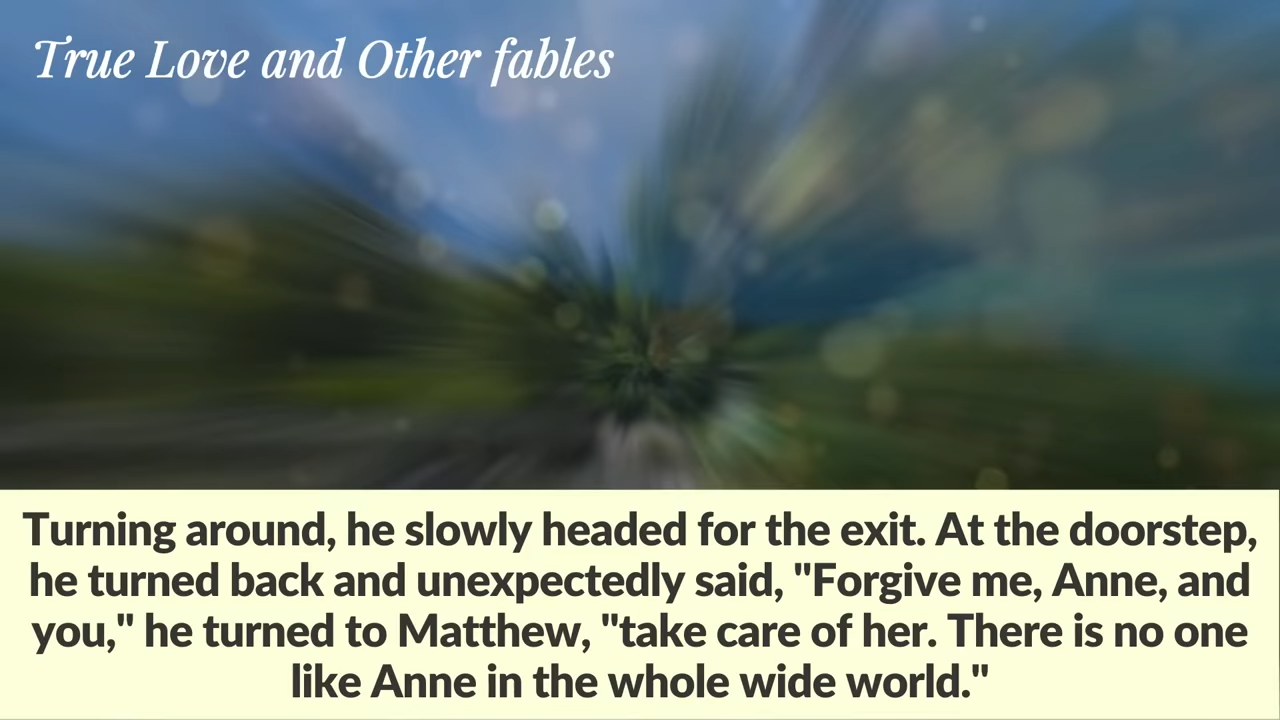 True Love and Other fables
Turning around, he slowly headed for the exit. At the doorstep,
he turned back and unexpectedly said, "Forgive me, Anne, and
you," he turned to Matthew, "take care of her. There is no one
like Anne in the whole wide world."